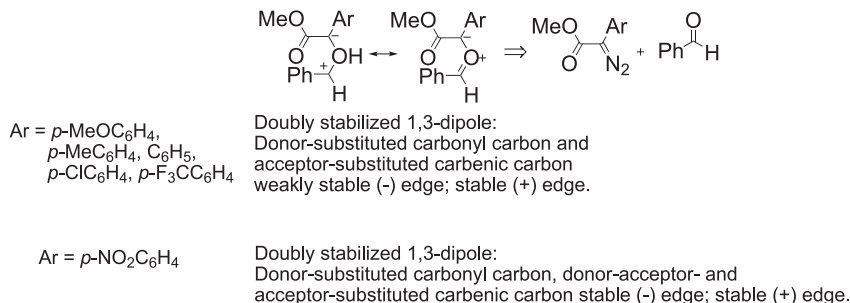 MeO Ar MeO Ar MeO Ar O
O − OH ↔ O − O+ ⇒ O N2 + Ph H
Ph + H Ph H
Ar = p-MeOC6H4,
p-MeC6H4, C6H5,
p-ClC6H4, p-F3CC6H4
Doubly stabilized 1,3-dipole:
Donor-substituted carbonyl carbon and
acceptor-substituted carbenic carbon
weakly stable (-) edge; stable (+) edge.
Ar = p-NO2C6H4
Doubly stabilized 1,3-dipole:
Donor-substituted carbonyl carbon, donor-acceptor- and
acceptor-substituted carbenic carbon stable (-) edge; stable (+) edge.